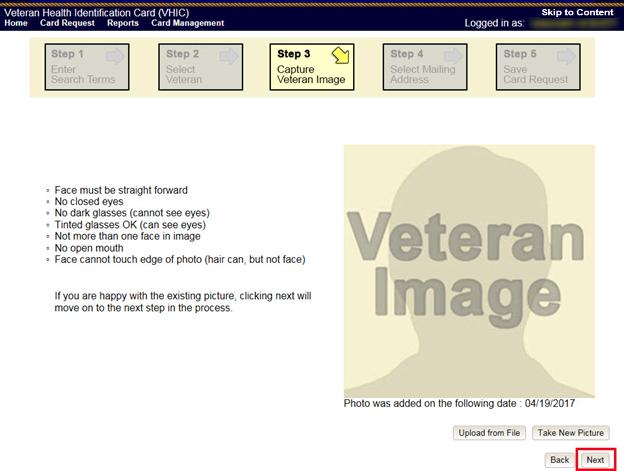 Veteran Health Identification Card (VHIC)
Skip to Content
Home Card Request Reports Card Management
Logged in as:
Step 1
Enter
Search Terms
Step 2
Select
Veteran
Step 3
Capture
Veteran Image
Step 4
Select Mailing
Address
Step 5
Save
Card Request
Face must be straight forward
No closed eyes
No dark glasses (cannot see eyes)
Tinted glasses OK (can see eyes)
Not more than one face in image
No open mouth
Face cannot touch edge of photo (hair can, but not face)
If you are happy with the existing picture, clicking next will
move on to the next step in the process.
Veteran
Image
Photo was added on the following date : 04/19/2017
Upload from File Take New Picture
Back Next